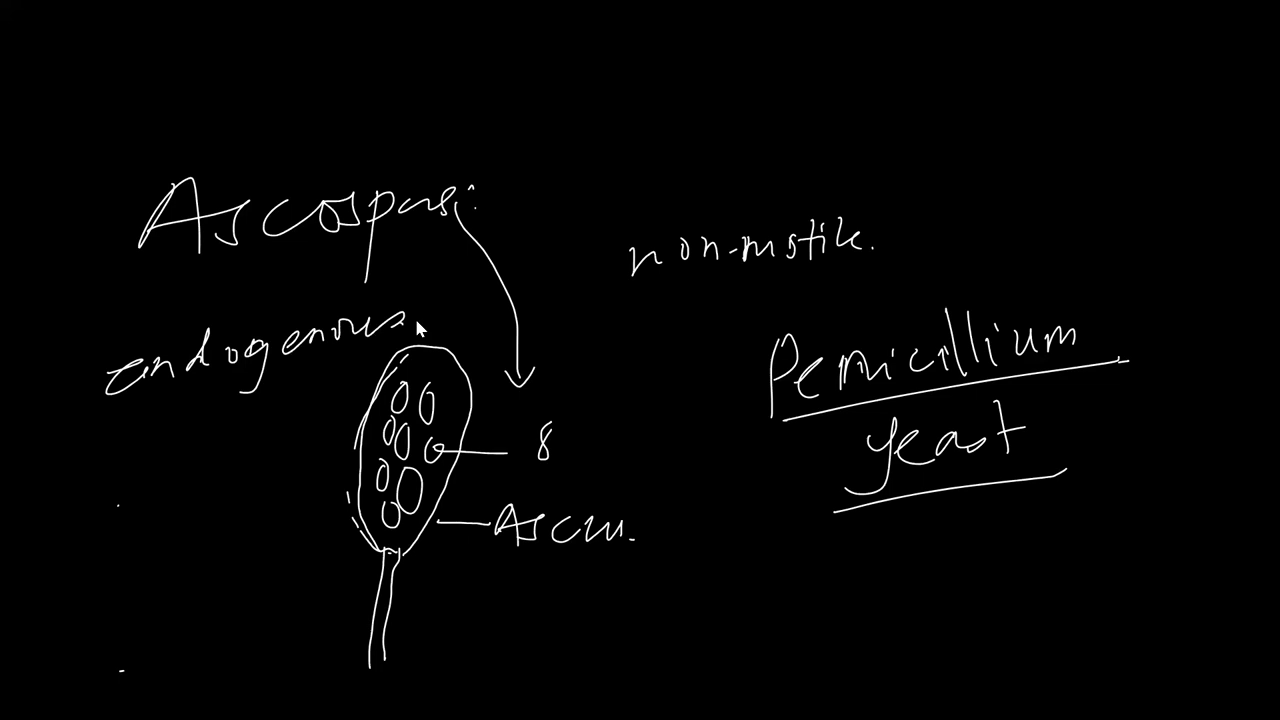 Ascospores:
non-motile.
endogenous.
Penicillium
yeast
8
Ascus.